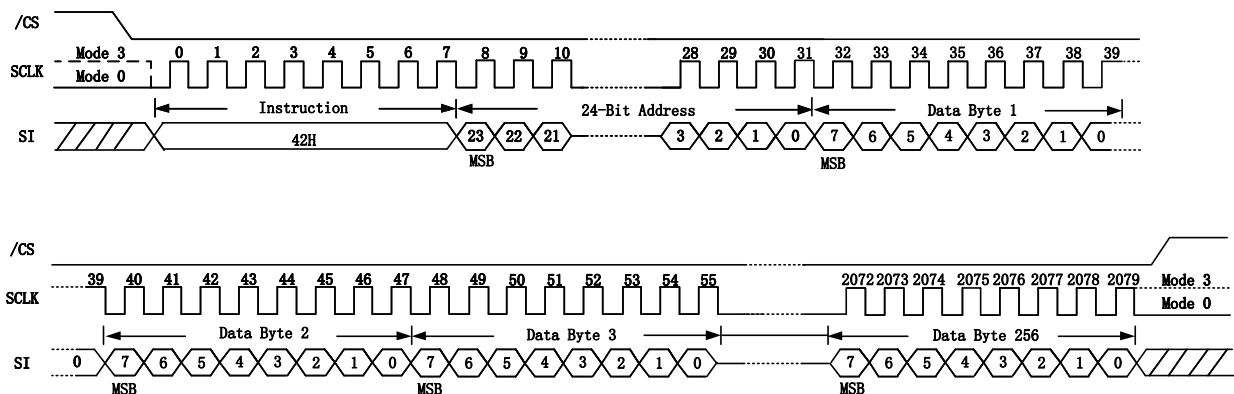 /CS
Mode 3 0 1 2 3 4 5 6 7 8 9 10 28 29 30 31 32 33 34 35 36 37 38 39
SCLK
Mode 0
Instruction 24-Bit Address Data Byte 1
SI 42H 23 22 21 3 2 1 0 7 6 5 4 3 2 1 0
MSB MSB
/CS
39 40 41 42 43 44 45 46 47 48 49 50 51 52 53 54 55 2072 2073 2074 2075 2076 2077 2078 2079 Mode 3
SCLK Mode 0
Data Byte 2 Data Byte 3 Data Byte 256
SI 0 7 6 5 4 3 2 1 0 7 6 5 4 3 2 1 0 7 6 5 4 3 2 1 0
MSB MSB MSB